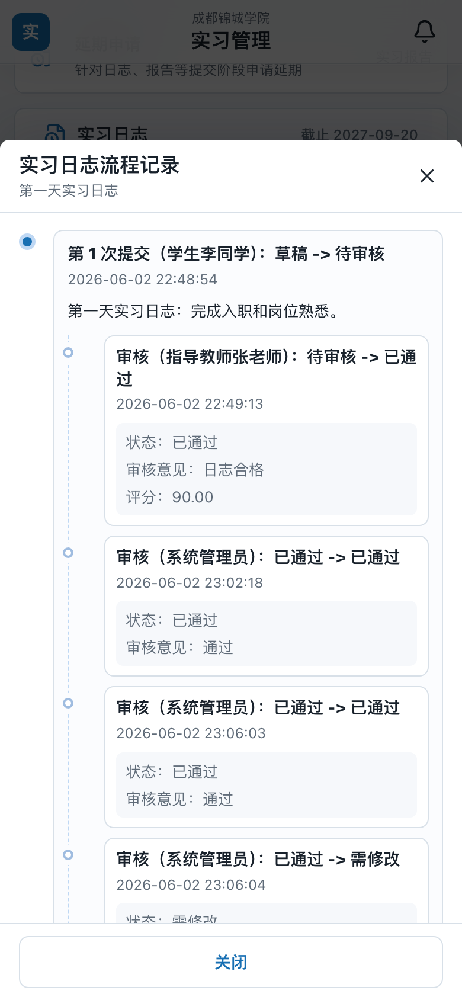 实
成都锦城学院
实习管理
延期申请
实习报告
针对日志、报告等提交阶段申请延期
实习日志
截止 2027-09-20
实习日志流程记录
第一天实习日志
第 1 次提交（学生李同学）：草稿 -> 待审核
2026-06-02 22:48:54
第一天实习日志：完成入职和岗位熟悉。
审核（指导教师张老师）：待审核 -> 已通
过
2026-06-02 22:49:13
状态：已通过
审核意见：日志合格
评分：90.00
审核（系统管理员）：已通过 -> 已通过
2026-06-02 23:02:18
状态：已通过
审核意见：通过
审核（系统管理员）：已通过 -> 已通过
2026-06-02 23:06:03
状态：已通过
审核意见：通过
审核（系统管理员）：已通过 -> 需修改
2026-06-02 23:06:04
状态：需修改
关闭